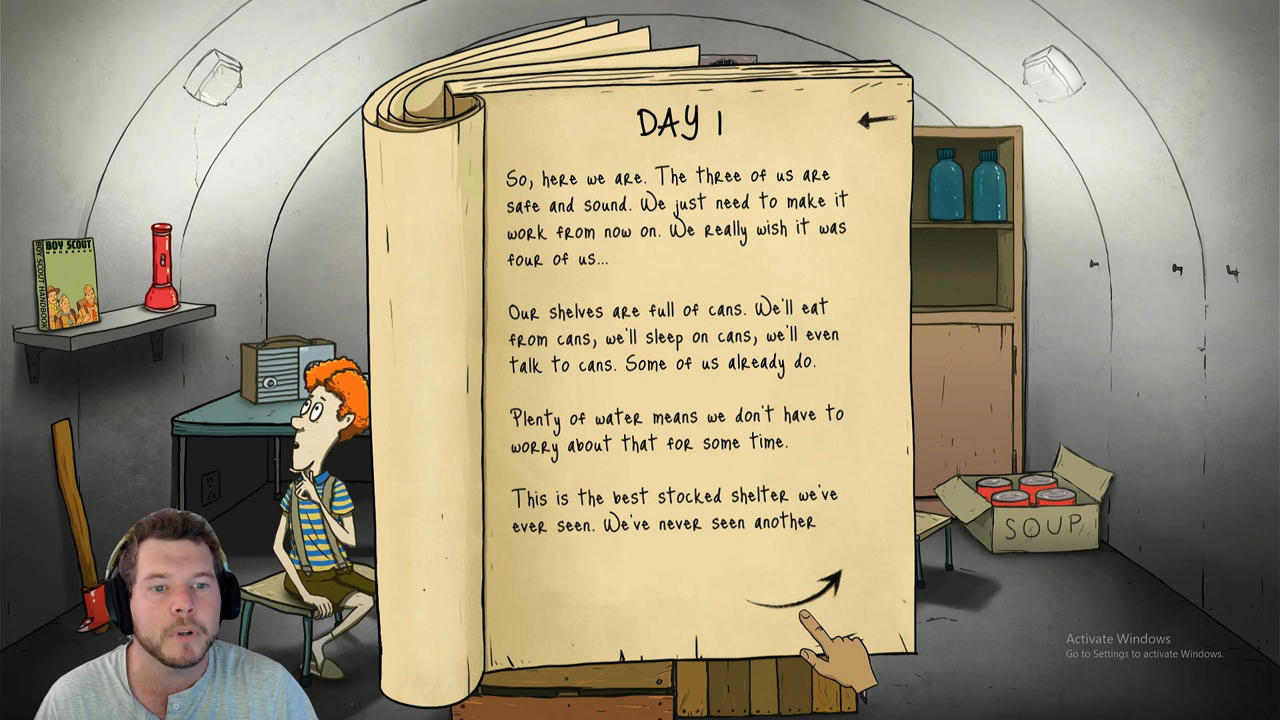 DAY 1
So, here we are. The three of us are
safe and sound. We just need to make it
work from now on. We really wish it was
four of us...
Our shelves are full of cans. We'll eat
from cans, we'll sleep on cans, we'll even
talk to cans. Some of us already do.
Plenty of water means we don't have to
worry about that for some time.
This is the best stocked shelter we've
ever seen. We've never seen another
BOY SCOUT
BOY SCOUT HANDBOOK
SOUP
Activate Windows
Go to Settings to activate Windows.